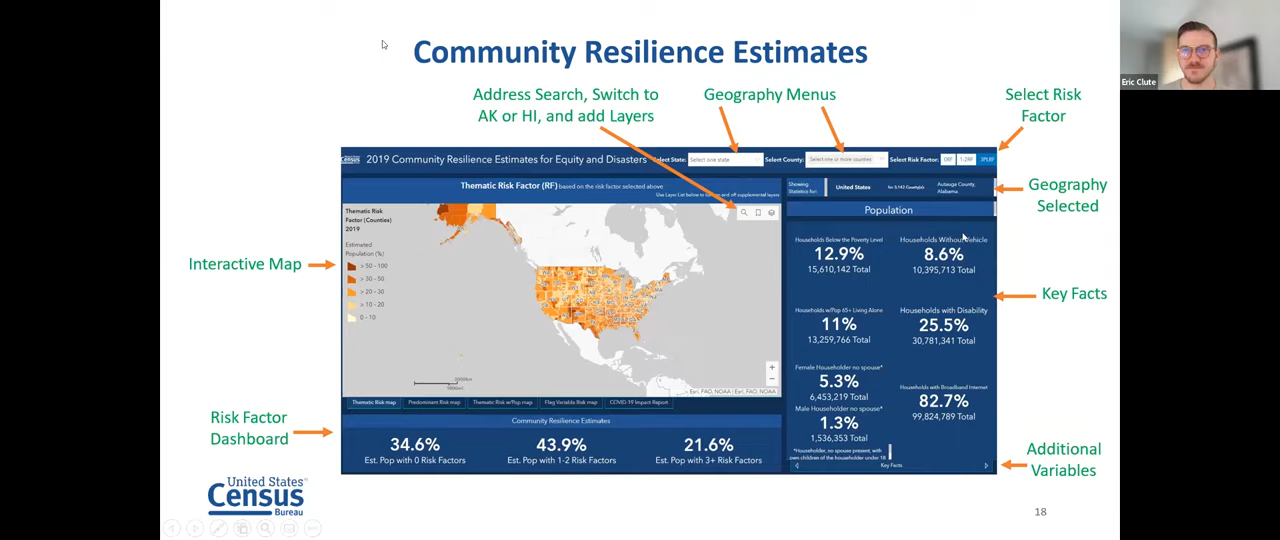 Community Resilience Estimates
Eric Clute
Address Search, Switch to
AK or HI, and add Layers
Geography Menus
Select Risk
Factor
Census
2019 Community Resilience Estimates for Equity and Disasters
Select State:
Select one state
Select County:
Select one or more counties
Select Risk Factor:
0RF
1-2RF
3PLRF
Thematic Risk Factor (RF) based on the risk factor selected above
Use Layer List below to turn on and off supplemental layers
Showing
Statistics for:
United States
for 3,142 County(s)
Autauga County,
Alabama,
Geography
Selected
Population
Thematic Risk
Factor (Counties)
2019
Estimated
Population (%)
> 50 - 100
> 30 - 50
> 20 - 30
> 10 - 20
0 - 10
Interactive Map
Households Below the Poverty Level
12.9%
15,610,142 Total
Households Without Vehicle
8.6%
10,395,713 Total
Key Facts
Households w/Pop 65+ Living Alone
11%
13,259,766 Total
Households with Disability
25.5%
30,781,341 Total
Female Householder no spouse*
5.3%
6,453,219 Total
Male Householder no spouse*
1.3%
1,536,353 Total
Households with Broadband Internet
82.7%
99,824,789 Total
*Householder, no spouse present, with
own children of the householder under 18
Key Facts
Esri, FAO, NOAA | Esri, FAO, NOAA
Thematic Risk map
Predominant Risk map
Thematic Risk w/Pop map
Flag Variable Risk map
COVID-19 Impact Report
Risk Factor
Dashboard
Community Resilience Estimates
34.6%
Est. Pop with 0 Risk Factors
43.9%
Est. Pop with 1-2 Risk Factors
21.6%
Est. Pop with 3+ Risk Factors
Additional
Variables
United States®
Census
Bureau
18